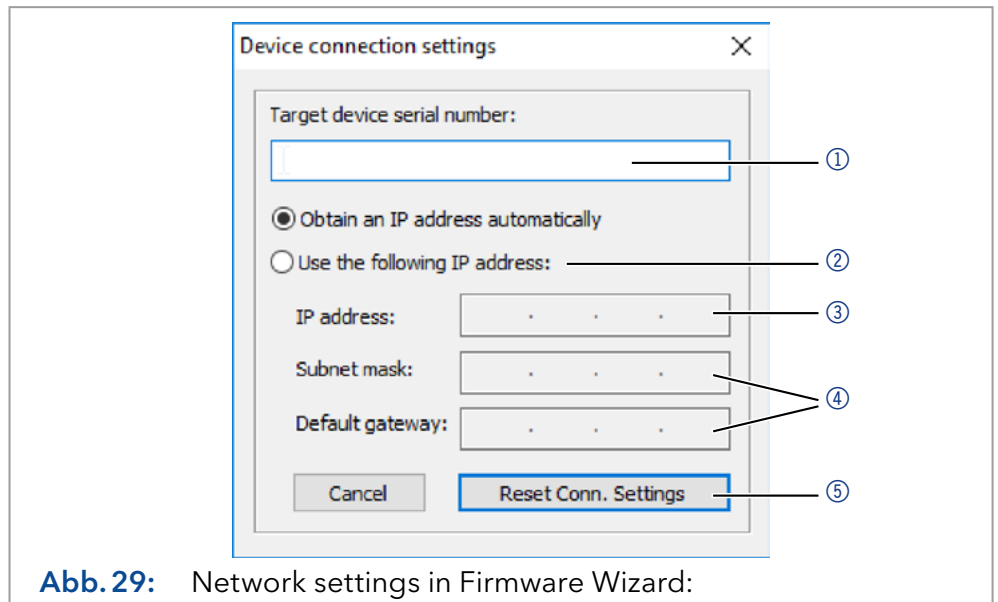 Device connection settings
Target device serial number:
①
Obtain an IP address automatically
Use the following IP address: ②
IP address: . . . ③
Subnet mask: . . .
④
Default gateway: . . .
Cancel Reset Conn. Settings ⑤
Abb. 29: Network settings in Firmware Wizard: